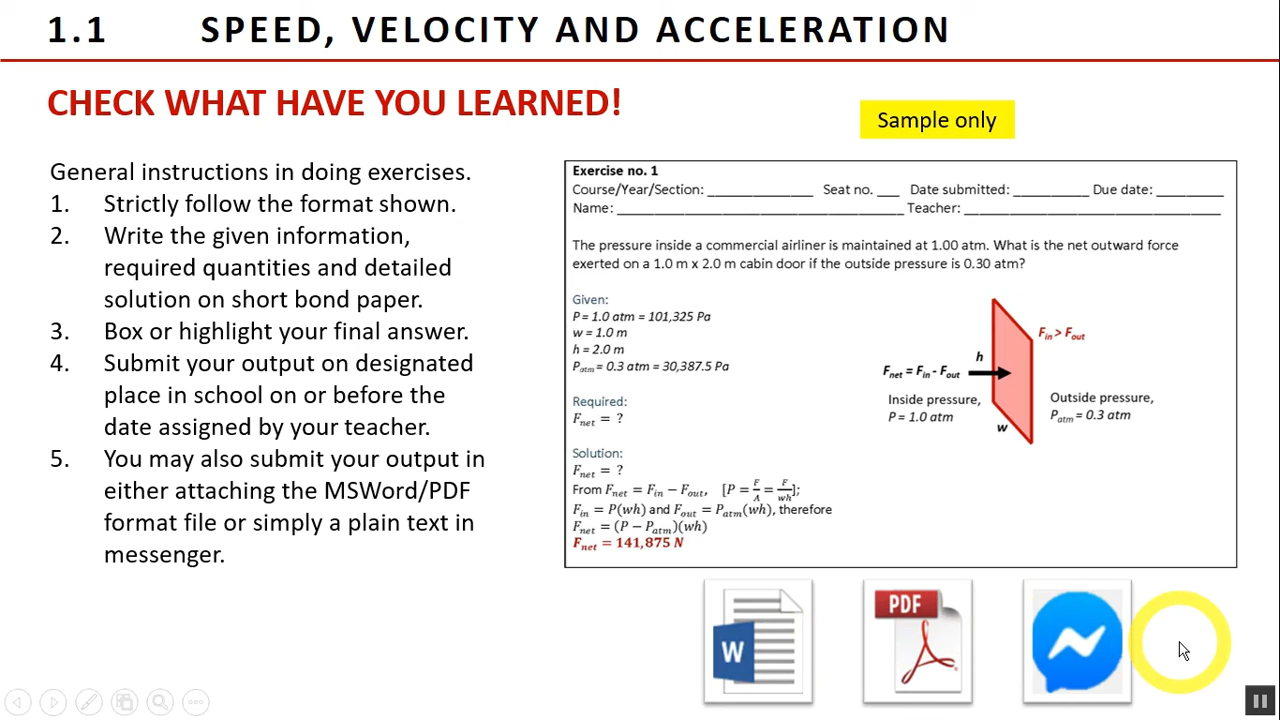 1.1 SPEED, VELOCITY AND ACCELERATION
CHECK WHAT HAVE YOU LEARNED!
Sample only
General instructions in doing exercises.
1. Strictly follow the format shown.
2. Write the given information,
required quantities and detailed
solution on short bond paper.
3. Box or highlight your final answer.
4. Submit your output on designated
place in school on or before the
date assigned by your teacher.
5. You may also submit your output in
either attaching the MSWord/PDF
format file or simply a plain text in
messenger.
Exercise no. 1
Course/Year/Section: _____________ Seat no. ___ Date submitted: __________ Due date: _________
Name: __________________________________ Teacher: ______________________________
The pressure inside a commercial airliner is maintained at 1.00 atm. What is the net outward force
exerted on a 1.0 m x 2.0 m cabin door if the outside pressure is 0.30 atm?
Given:
P = 1.0 atm = 101,325 Pa
w = 1.0 m
h = 2.0 m
Patm = 0.3 atm = 30,387.5 Pa
Required:
Fnet = ?
Solution:
Fnet = ?
From Fnet = Fin − Fout, [P = F/A = F/wh];
Fin = P(wh) and Fout = Patm(wh), therefore
Fnet = (P − Patm)(wh)
Fnet = 141,875 N
Fin > Fout
h
Fnet = Fin - Fout
Inside pressure,
P = 1.0 atm
Outside pressure,
Patm = 0.3 atm
w
W
PDF